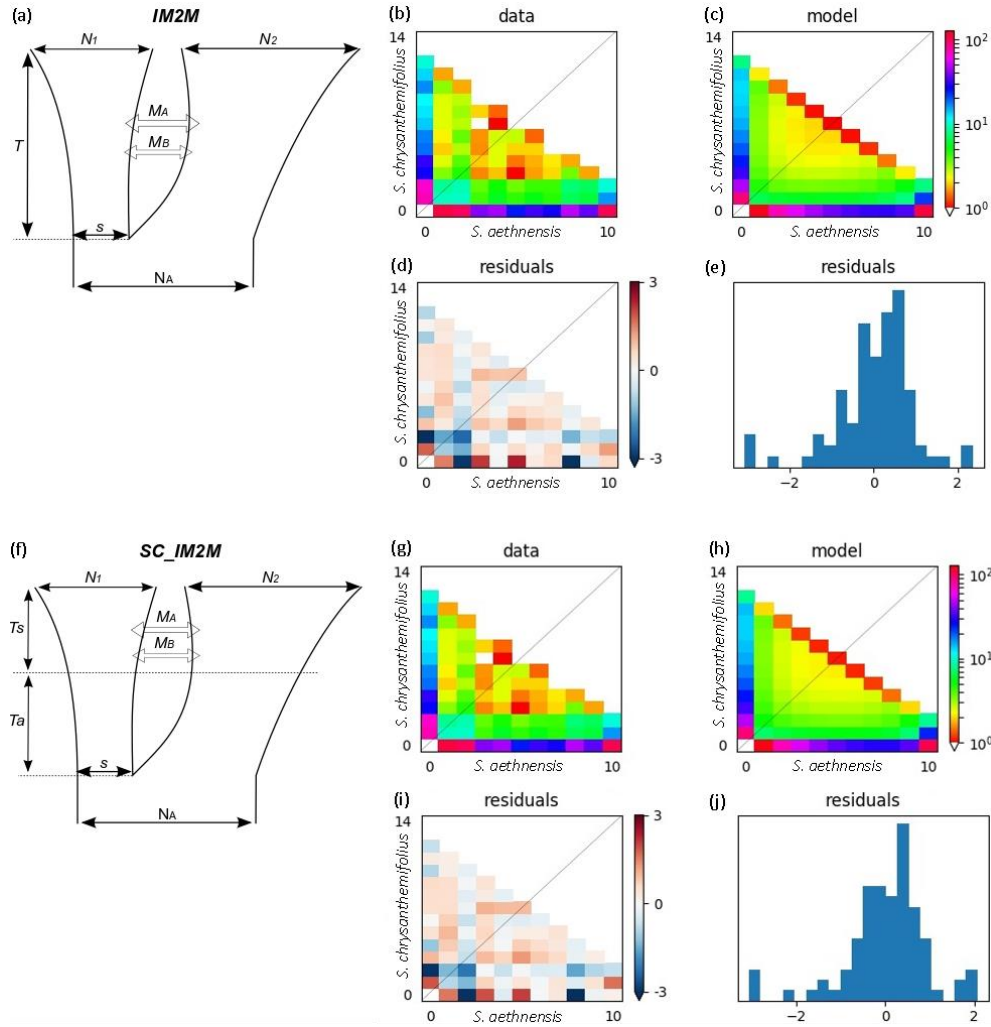 (a)
IM2M
N1
N2
MA
MB
T
s
NA
(b)
data
14
S. chrysanthemifolius
0
0
S. aethnensis
10
(c)
model
S. chrysanthemifolius
14
0
0
S. aethnensis
10
10²
10¹
10⁰
(d)
residuals
14
S. chrysanthemifolius
0
0
S. aethnensis
10
3
0
-3
(e)
residuals
−2
0
2
(f)
SC_IM2M
N1
N2
Ts
MA
MB
Ta
s
NA
(g)
data
14
S. chrysanthemifolius
0
0
S. aethnensis
10
(h)
model
14
S. chrysanthemifolius
0
0
S. aethnensis
10
10²
10¹
10⁰
(i)
residuals
14
S. chrysanthemifolius
0
0
S. aethnensis
10
3
0
-3
(j)
residuals
−2
0
2